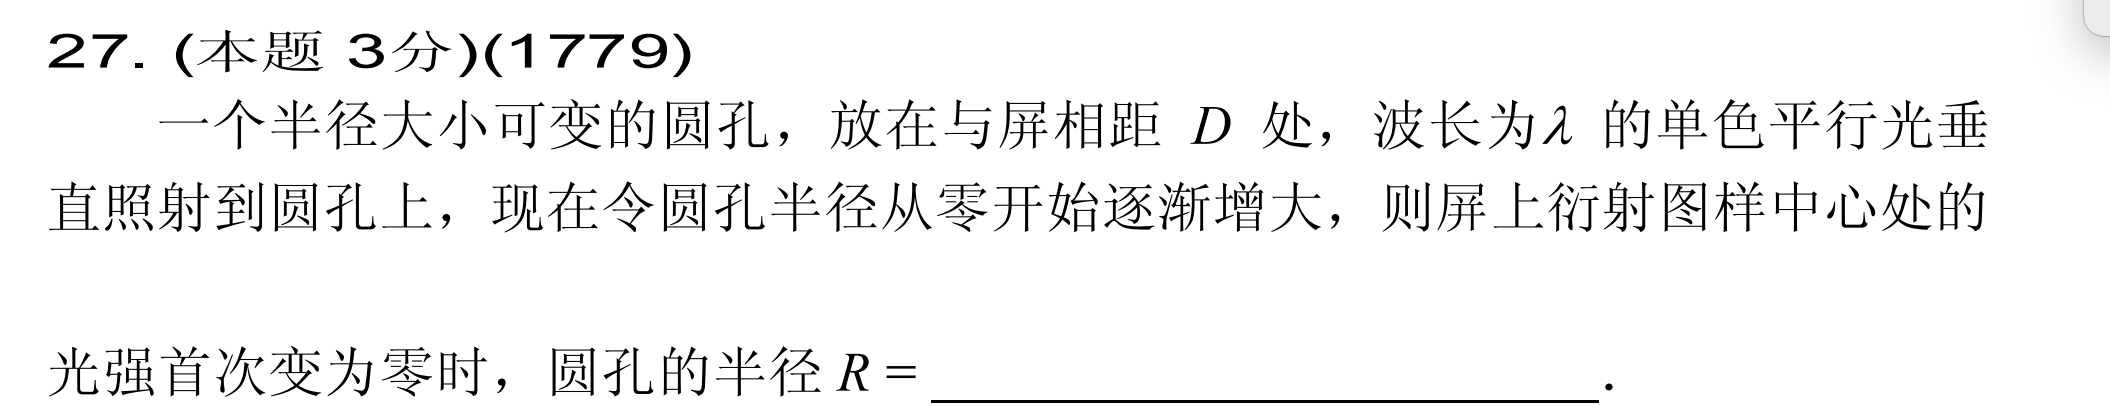 27. (本题 3分)(1779)
一个半径大小可变的圆孔，放在与屏相距 D 处，波长为λ 的单色平行光垂
直照射到圆孔上，现在令圆孔半径从零开始逐渐增大，则屏上衍射图样中心处的
光强首次变为零时，圆孔的半径 R = ____________________．